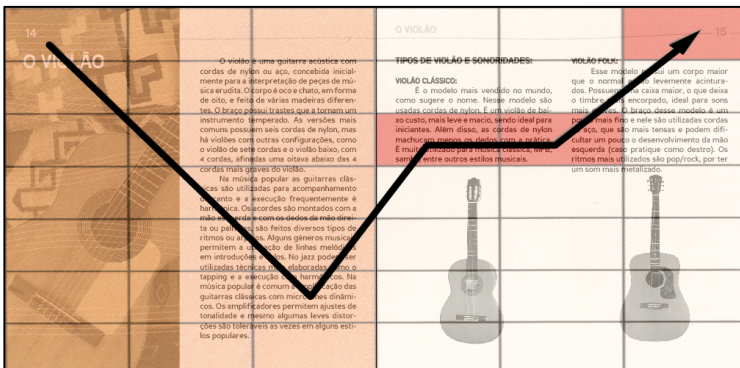 14
O VIOLÃO
O violão é uma guitarra acústica com
cordas de nylon ou aço, concebida inicial-
mente para a interpretação de peças de mú-
sica erudita. O corpo é oco e chato, em forma
de oito, e feito de várias madeiras diferen-
tes. O braço possui trastes que a tornam um
instrumento temperado. As versões mais
comuns possuem seis cordas de nylon, mas
há violões com outras configurações, como
violão de sete cordas e o violão baixo, com
4 cordas, afinadas uma oitava abaixo das 4
cordas mais graves do violão.
Na música popular as guitarras clás-
sicas são utilizadas para acompanhamento
do canto e a execução frequentemente é
harmônica. Os acordes são montados com a
mão esquerda e com os dedos da mão direi-
ta ou palheta, são feitos diversos tipos de
ritmos ou arpejos. Alguns gêneros musicais
permitem a utilização de linhas melódicas
em introduções e solos. No jazz podem ser
utilizadas técnicas mais elaboradas como o
tapping e a execução com harmônicos. Na
música popular é comum a amplificação das
guitarras clássicas com microfones dinâmi-
cos. Os amplificadores permitem ajustes de
tonalidade e mesmo algumas leves distor-
ções são toleráveis as vezes em alguns esti-
los populares.
O VIOLÃO
15
TIPOS DE VIOLÃO E SONORIDADES:
VIOLÃO CLÁSSICO:
É o modelo mais vendido no mundo,
como sugere o nome. Nesse modelo são
usadas cordas de nylon. É um violão de bai-
xo custo, mais leve e macio, sendo ideal para
iniciantes. Além disso, as cordas de nylon
machucam menos os dedos com a prática.
É muito utilizado para música clássica, MPB,
samba, entre outros estilos musicais.
VIOLÃO FOLK:
Esse modelo possui um corpo maior
que o normal e levemente acintura-
dos. Possuem uma caixa maior, o que deixa
o timbre mais encorpado, ideal para sons
mais graves. O braço desse modelo é um
pouco mais fino e nele são utilizadas cordas
de aço, que são mais tensas e podem difi-
cultar um pouco o desenvolvimento da mão
esquerda (caso pratique como destro). Os
ritmos mais utilizados são pop/rock, por ter
um som mais metalizado.